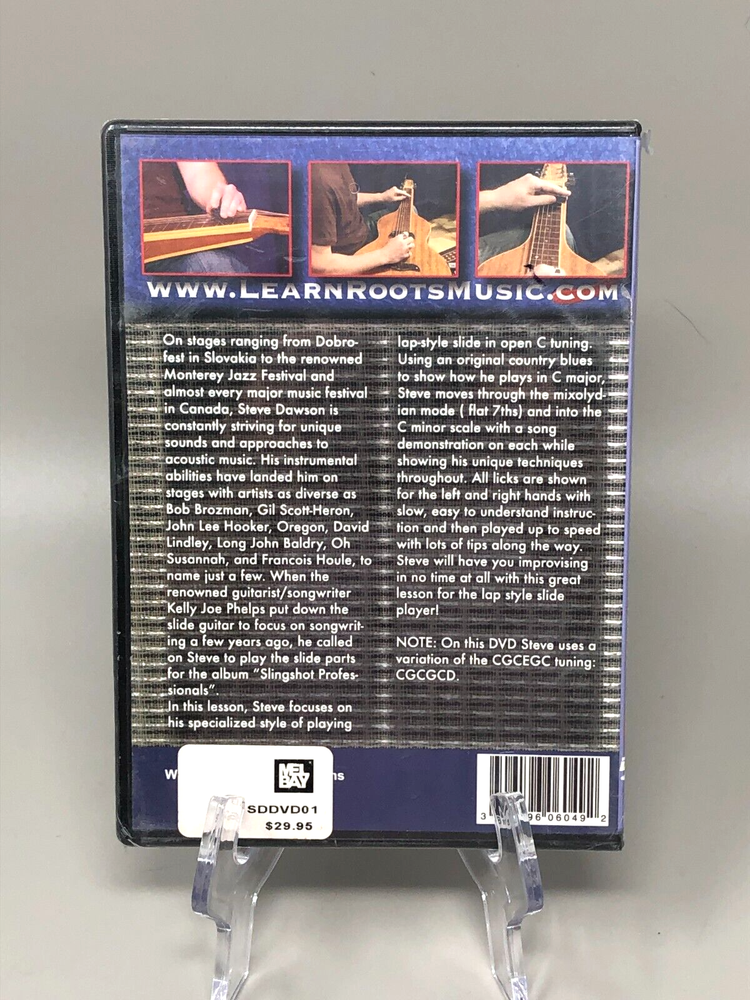 WWW.LEARNROOTSMUSIC.COM
On stages ranging from Dobro-
fest in Slovakia to the renowned
Monterey Jazz Festival and
almost every major music festival
in Canada, Steve Dawson is
constantly striving for unique
sounds and approaches to
acoustic music. His instrumental
abilities have landed him on
stages with artists as diverse as
Bob Brozman, Gil Scott-Heron,
John Lee Hooker, Oregon, David
Lindley, Long John Baldry, Oh
Susannah, and Francois Houle, to
name just a few. When the
renowned guitarist/songwriter
Kelly Joe Phelps put down the
slide guitar to focus on songwrit-
ing a few years ago, he called
on Steve to play the slide parts
for the album "Slingshot Profes-
sionals".
In this lesson, Steve focuses on
his specialized style of playing
lap-style slide in open C tuning.
Using an original country blues
to show how he plays in C major,
Steve moves through the mixolyd-
ian mode ( flat 7ths) and into the
C minor scale with a song
demonstration on each while
showing his unique techniques
throughout. All licks are shown
for the left and right hands with
slow, easy to understand instruc-
tion and then played up to speed
with lots of tips along the way.
Steve will have you improvising
in no time at all with this great
lesson for the lap style slide
player!
NOTE: On this DVD Steve uses a
variation of the CGCEGC tuning:
CGCGCD.
MEL
BAY
SDDVD01
$29.95
96 06049 2